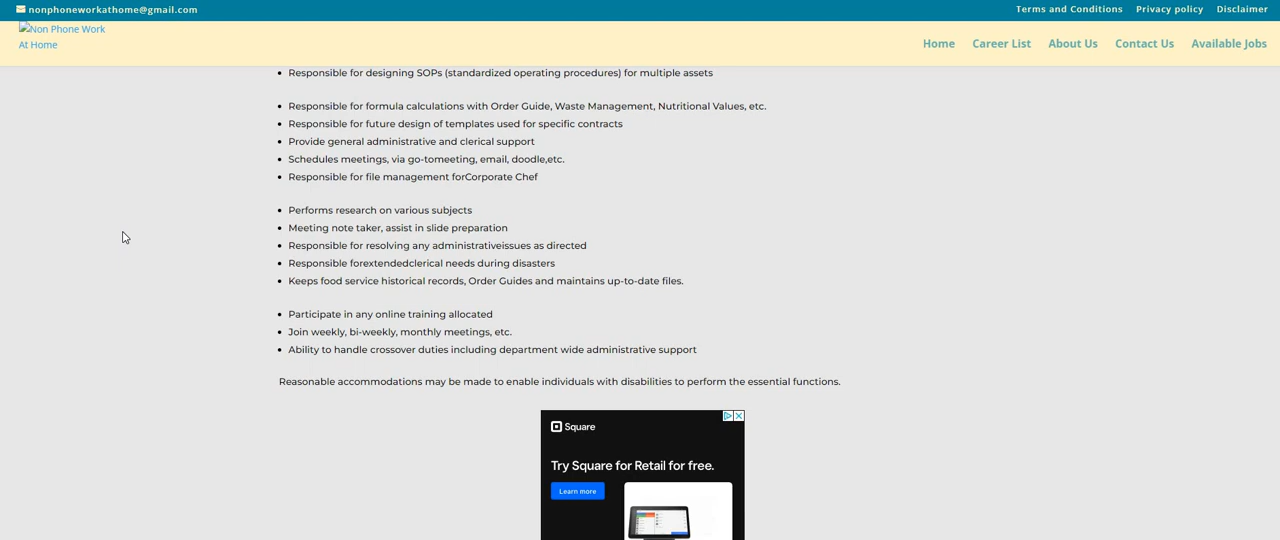 nonphoneworkathome@gmail.com
Terms and Conditions Privacy policy Disclaimer
Non Phone Work
At Home
Home Career List About Us Contact Us Available Jobs
Responsible for designing SOPs (standardized operating procedures) for multiple assets
Responsible for formula calculations with Order Guide, Waste Management, Nutritional Values, etc.
Responsible for future design of templates used for specific contracts
Provide general administrative and clerical support
Schedules meetings, via go-tomeeting, email, doodle,etc.
Responsible for file management forCorporate Chef
Performs research on various subjects
Meeting note taker, assist in slide preparation
Responsible for resolving any administrativeissues as directed
Responsible forextendedclerical needs during disasters
Keeps food service historical records, Order Guides and maintains up-to-date files.
Participate in any online training allocated
Join weekly, bi-weekly, monthly meetings, etc.
Ability to handle crossover duties including department wide administrative support
Reasonable accommodations may be made to enable individuals with disabilities to perform the essential functions.
Square
Try Square for Retail for free.
Learn more